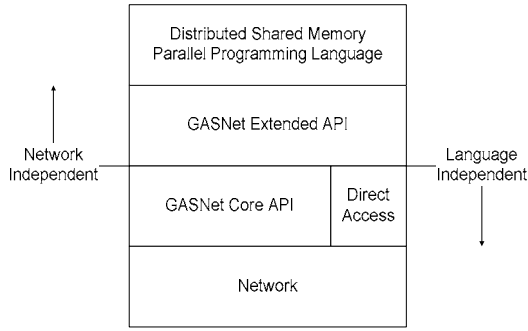 Distributed Shared Memory
Parallel Programming Language
GASNet Extended API
Network
Independent
Language
Independent
GASNet Core API
Direct
Access
Network